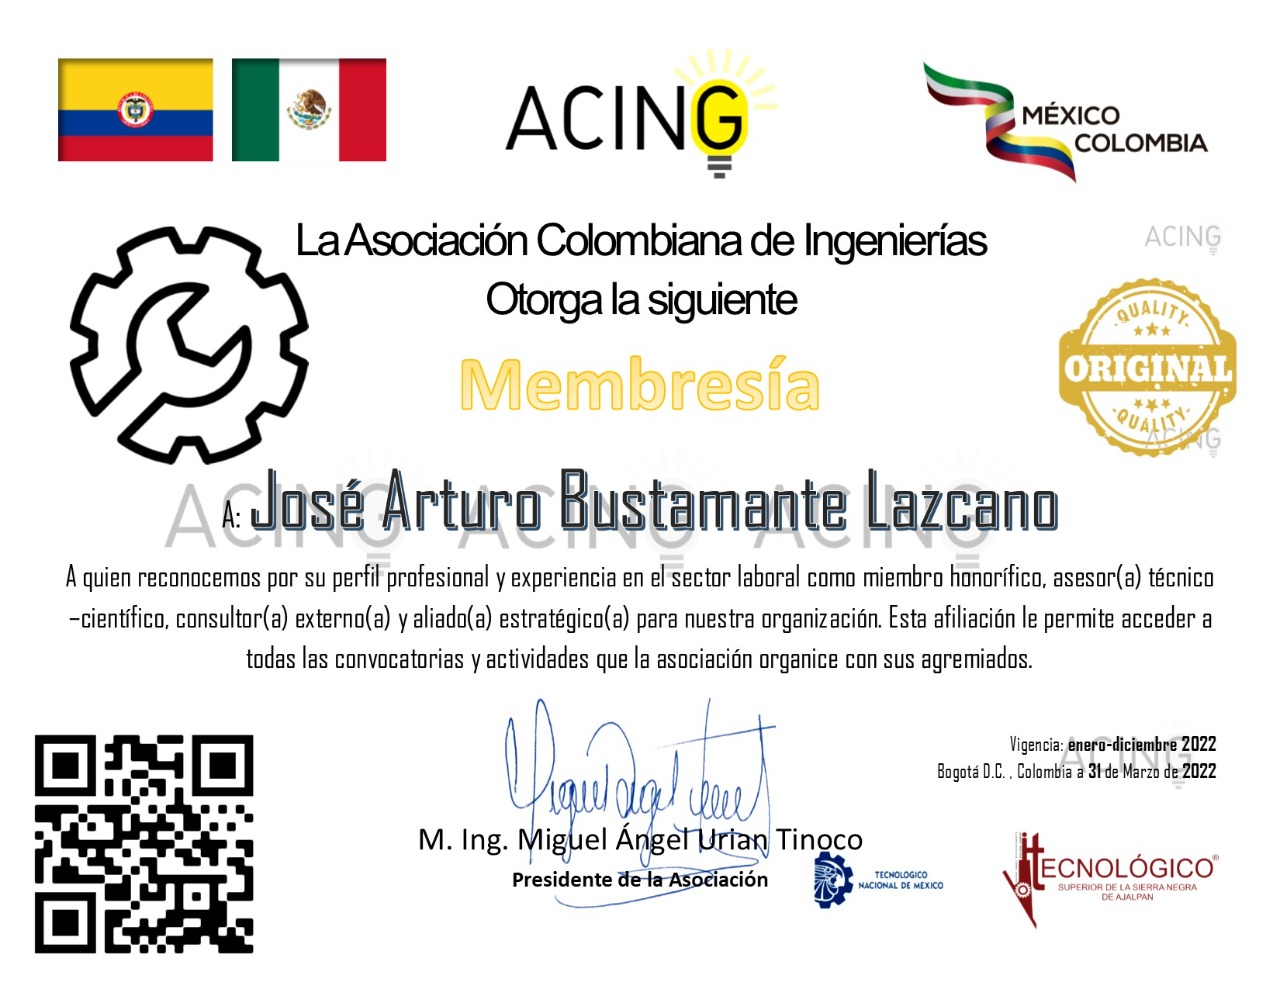 ACING
MÉXICO
COLOMBIA
La Asociación Colombiana de Ingenierías
Otorga la siguiente
ACING
Membresía
QUALITY
ORIGINAL
QUALITY
ACING
ACING ACING ACING
A: José Arturo Bustamante Lazcano
A quien reconocemos por su perfil profesional y experiencia en el sector laboral como miembro honorífico, asesor(a) técnico
–científico, consultor(a) externo(a) y aliado(a) estratégico(a) para nuestra organización. Esta afiliación le permite acceder a
todas las convocatorias y actividades que la asociación organice con sus agremiados.
ACING
Vigencia: enero-diciembre 2022
Bogotá D.C. , Colombia a 31 de Marzo de 2022
M. Ing. Miguel Ángel Urian Tinoco
Presidente de la Asociación
TECNOLÓGICO
NACIONAL DE MÉXICO
itTECNOLÓGICO®
SUPERIOR DE LA SIERRA NEGRA
DE AJALPAN